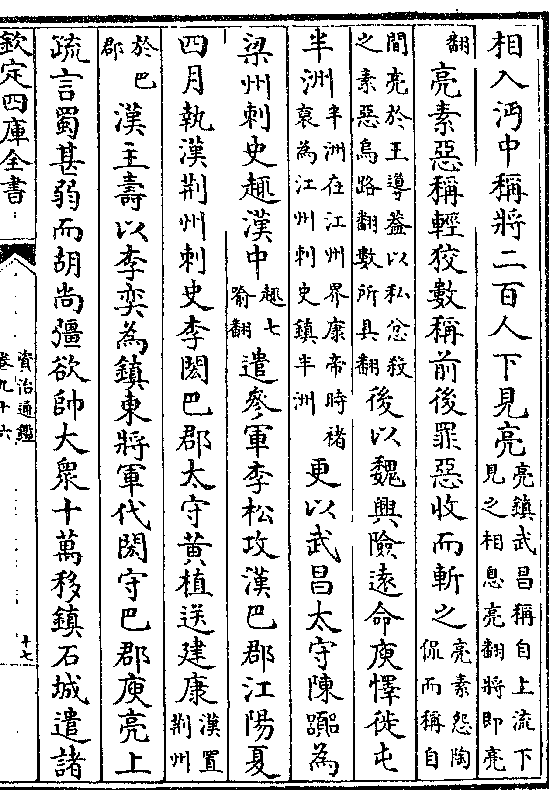 相入沔中稱將二百人下見亮亮鎮武昌稱自上流下見之相息亮翻將即亮
翻亮素惡稱輕狡數稱前後罪惡收而斬之亮素怨陶侃而稱自
間亮於王導葢以私忿殺之素惡烏路翻數所具翻後以魏興險遠命庾懌徙屯
半洲半洲在江州界康帝時褚裒為江州刺史鎮半洲更以武昌太守陳囂為
梁州刺史趣漢中趣七喻翻遣參軍李松攻漢巴郡江陽夏
四月執漢荆州刺史李閎巴郡太守黄植送建康漢置荆州
於巴郡漢主壽以李奕為鎮東將軍代閎守巴郡庾亮上
疏言蜀甚弱而胡尚彊欲帥大衆十萬移鎮石城遣諸
欽定四庫全書
資治通鑑
卷九十六
十七